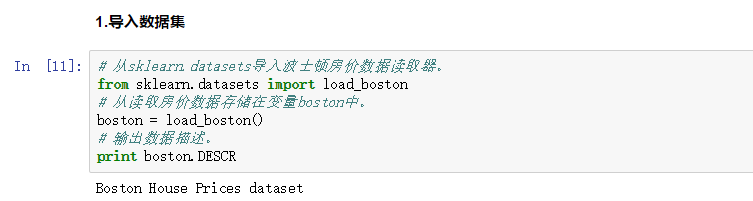 1.导入数据集
In [11]: # 从sklearn.datasets导入波士顿房价数据读取器。
from sklearn.datasets import load_boston
# 从读取房价数据存储在变量boston中。
boston = load_boston()
# 输出数据描述。
print boston.DESCR
Boston House Prices dataset